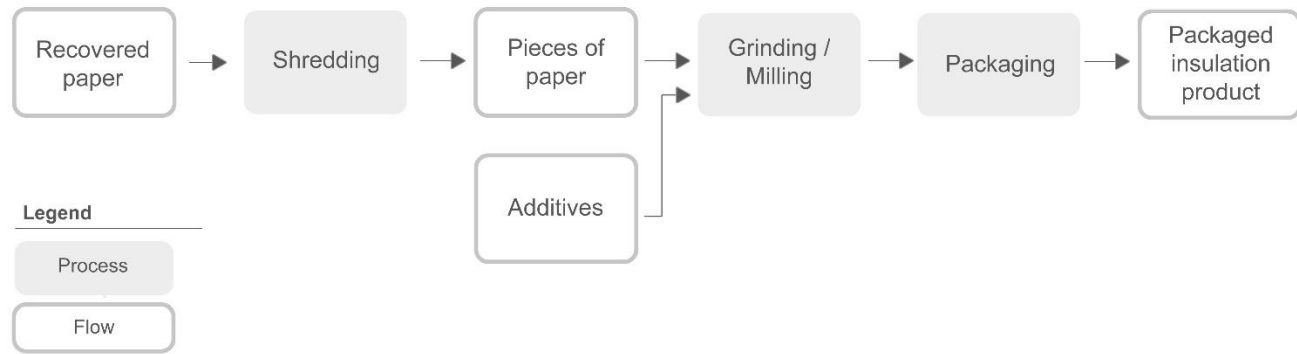 Recovered
paper
Shredding
Pieces of
paper
Grinding /
Milling
Packaging
Packaged
insulation
product
Additives
Legend
Process
Flow